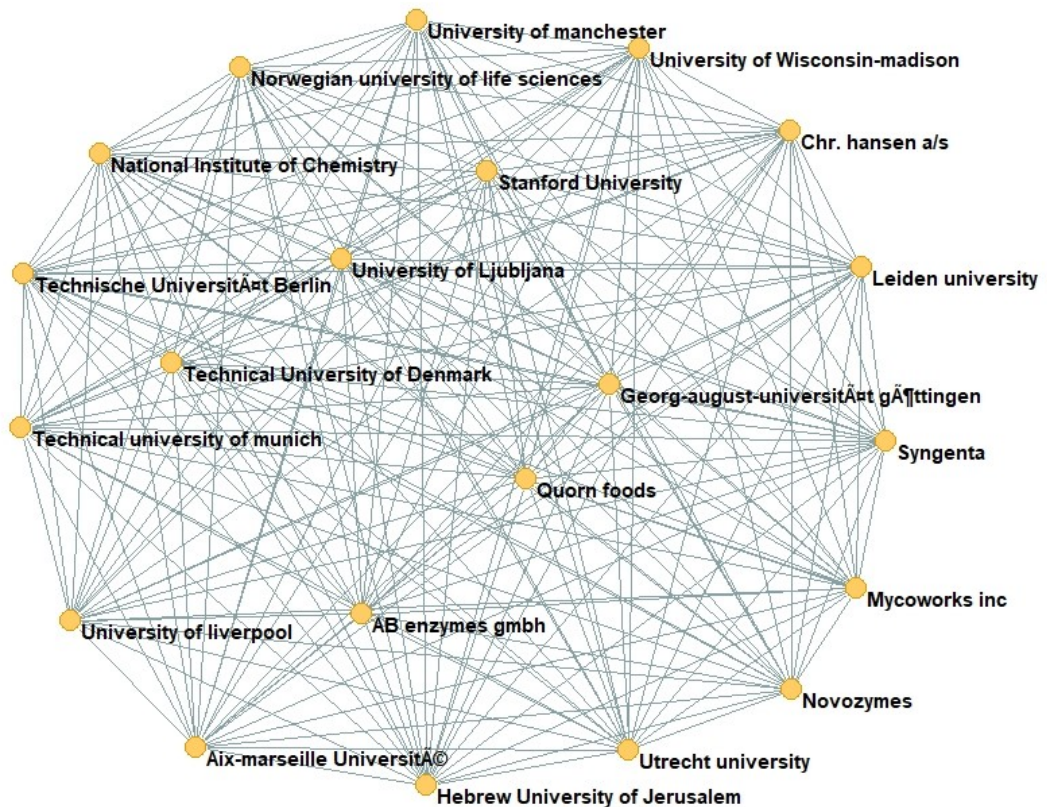 University of manchester
University of Wisconsin-madison
Norwegian university of life sciences
Chr. hansen a/s
National Institute of Chemistry
Stanford University
University of Ljubljana
Leiden university
Technische UniversitÃ¤t Berlin
Technical University of Denmark
Georg-august-universitÃ¤t gÃ¶ttingen
Technical university of munich
Syngenta
Quorn foods
Mycoworks inc
AB enzymes gmbh
University of liverpool
Novozymes
Aix-marseille UniversitÃ©
Utrecht university
Hebrew University of Jerusalem